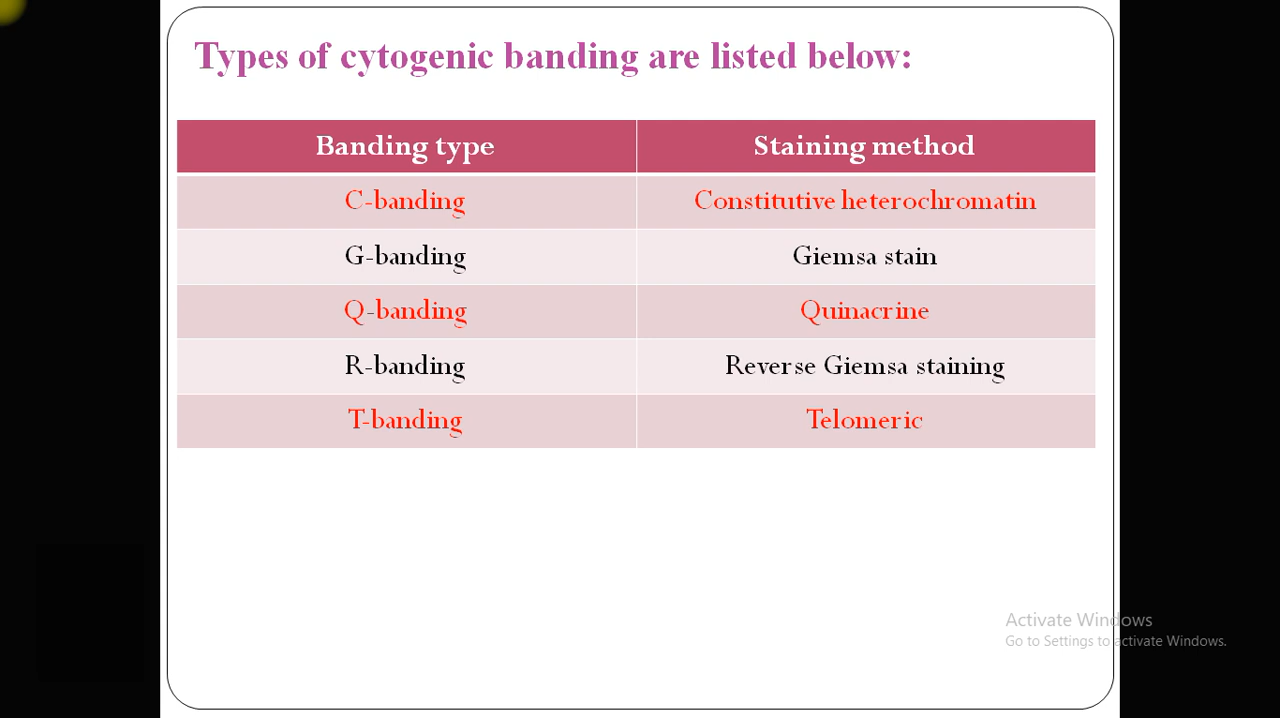 Types of cytogenic banding are listed below:
Banding type Staining method
C-banding Constitutive heterochromatin
G-banding Giemsa stain
Q-banding Quinacrine
R-banding Reverse Giemsa staining
T-banding Telomeric
Activate Windows
Go to Settings to activate Windows.